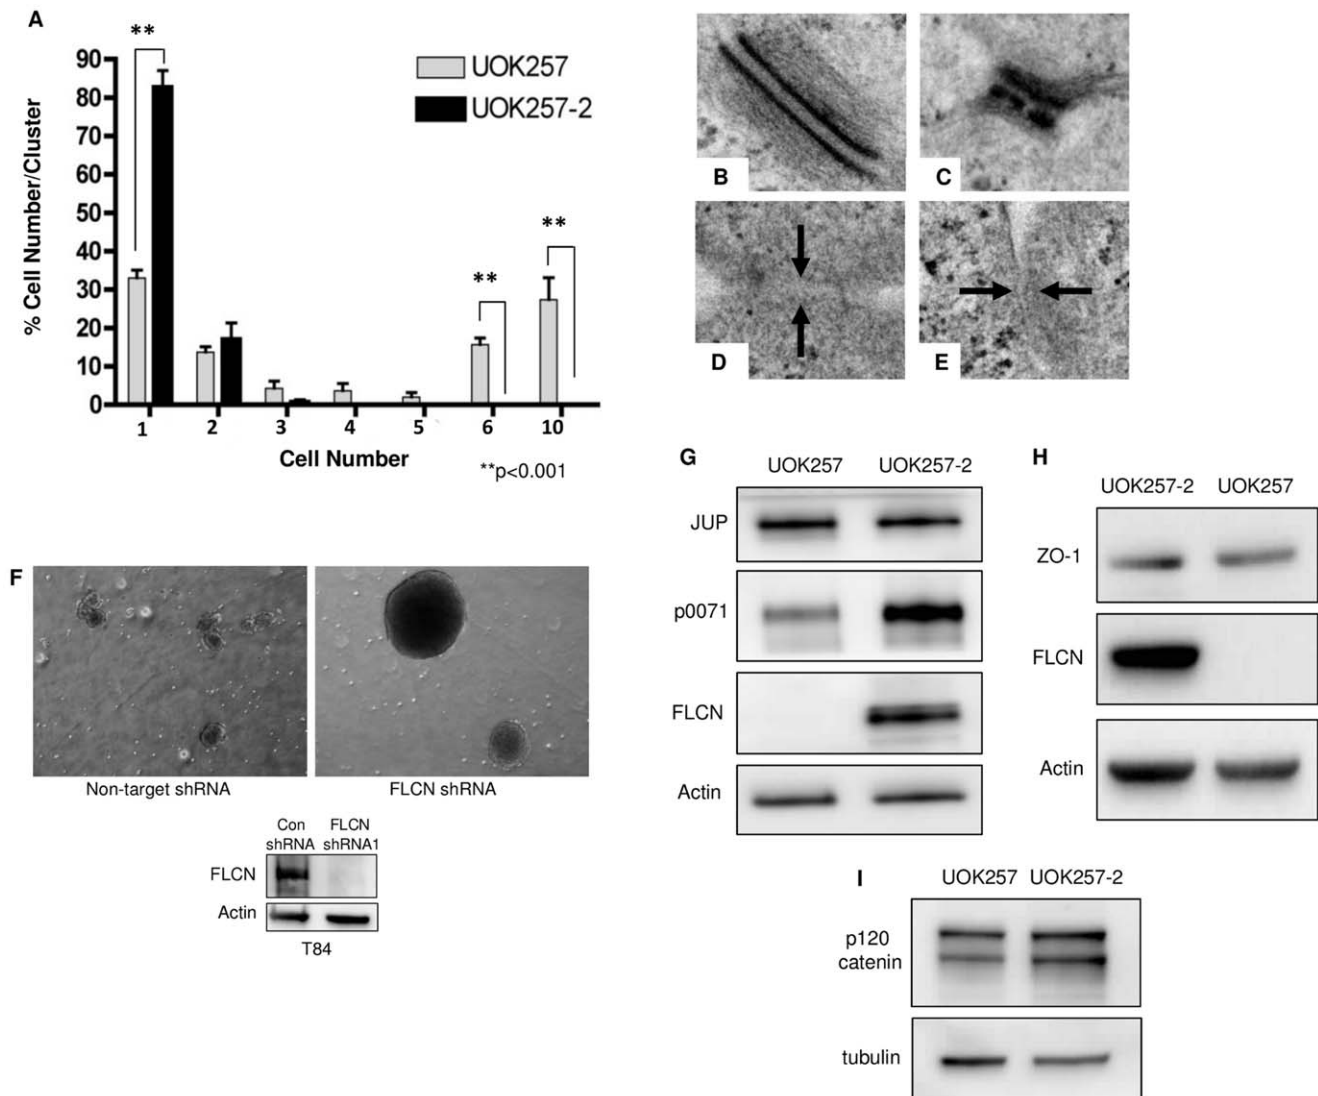 A
**
**
**
90
80
70
60
50
40
30
20
10
0
% Cell Number/Cluster
UOK257
UOK257-2
1 2 3 4 5 6 10
Cell Number
**p<0.001
B
C
D
E
F
Non-target shRNA
FLCN shRNA
Con FLCN
shRNA shRNA1
FLCN
Actin
T84
G
UOK257 UOK257-2
JUP
p0071
FLCN
Actin
H
UOK257-2 UOK257
ZO-1
FLCN
Actin
I
UOK257 UOK257-2
p120
catenin
tubulin